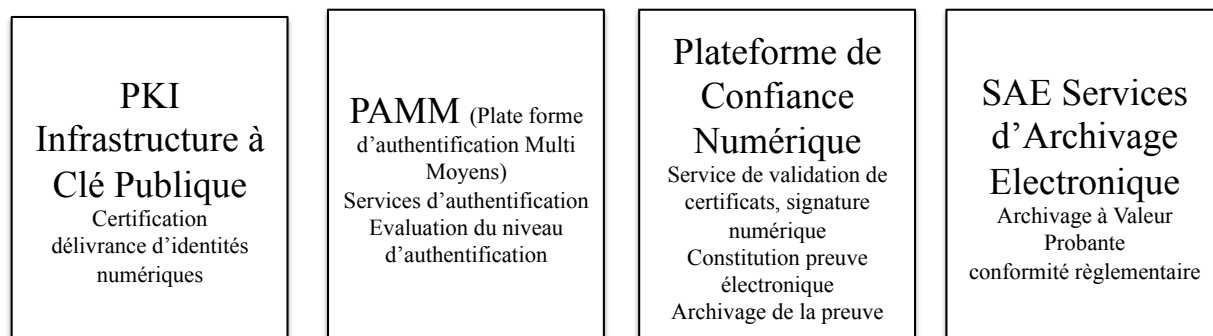 PKI
Infrastructure à
Clé Publique
Certification
délivrance d’identités
numériques
PAMM (Plate forme
d’authentification Multi
Moyens)
Services d’authentification
Evaluation du niveau
d’authentification
Plateforme de
Confiance
Numérique
Service de validation de
certificats, signature
numérique
Constitution preuve
électronique
Archivage de la preuve
SAE Services
d’Archivage
Electronique
Archivage à Valeur
Probante
conformité règlementaire